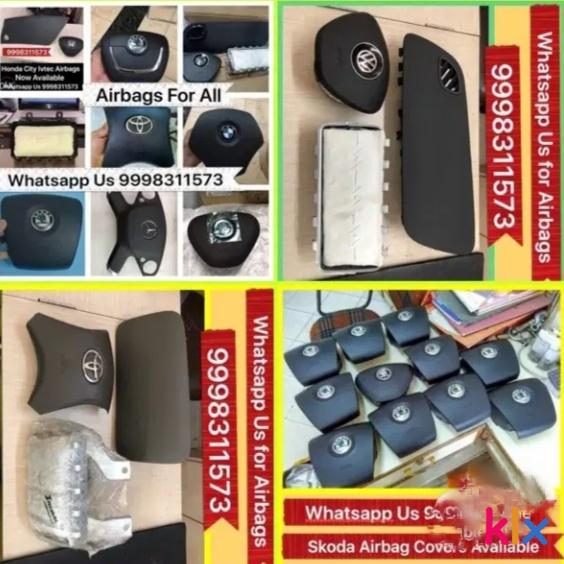 9998311573
Honda City Ivtec Airbags
Now Available
Whatsapp Us 9998311573
Airbags For All
Whatsapp Us 9998311573
Whatsapp Us for Airbags
9998311573
Whatsapp Us for Airbags
9998311573
Whatsapp Us
Skoda Airbag Covers Available
klx